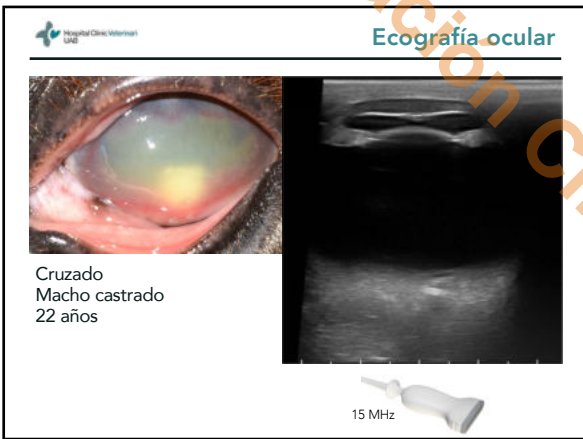 Hospital Clínic Veterinari
UAB
Ecografía ocular
Cruzado
Macho castrado
22 años
15 MHz